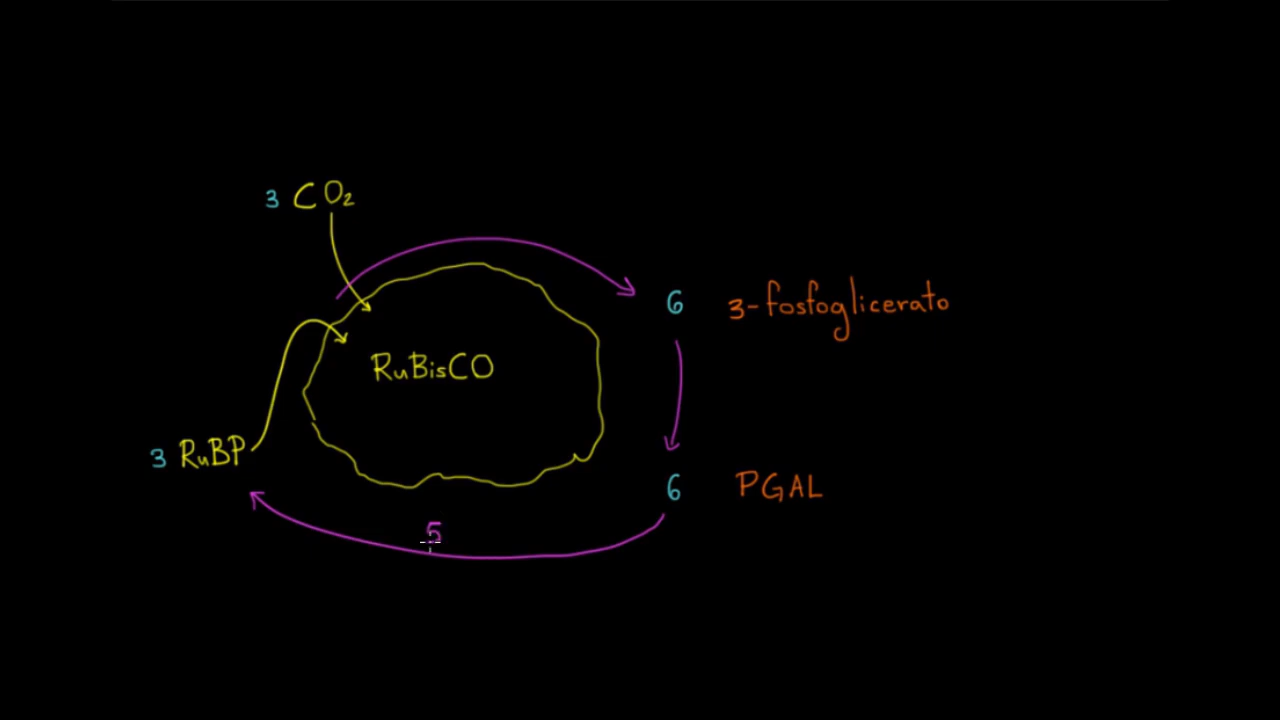 3 CO₂
6 3-fosfoglicerato
RuBisCO
3 RuBP
6 PGAL
5